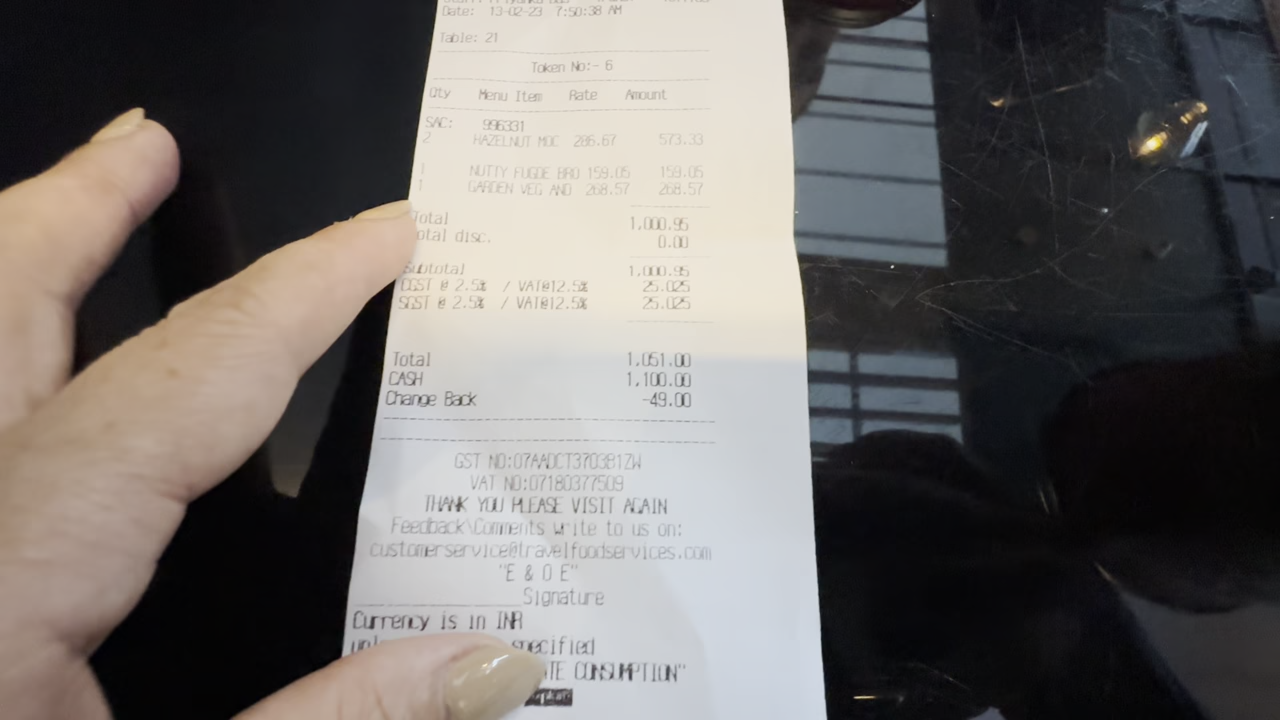 Date: 13-02-23 7:50:38 AM
Table: 21
Token No:- 6
Qty Menu Item Rate Amount
SAC: 996331
2 HAZELNUT MOC 286.67 573.33
1 NUTTY FUGDE BRO 159.05 159.05
1 GARDEN VEG AND 268.57 268.57
Total 1,000.95
otal disc. 0.00
Subtotal 1,000.95
CGST @ 2.5% / VAT@12.5% 25.025
SGST @ 2.5% / VAT@12.5% 25.025
Total 1,051.00
CASH 1,100.00
Change Back -49.00
GST NO:07AADCT3703B1ZW
VAT NO:07180377509
THANK YOU PLEASE VISIT AGAIN
Feedback\Comments write to us on:
customerservice@travelfoodservices.com
"E & O E"
Signature
Currency is in INR
specified
CONSUMPTION"